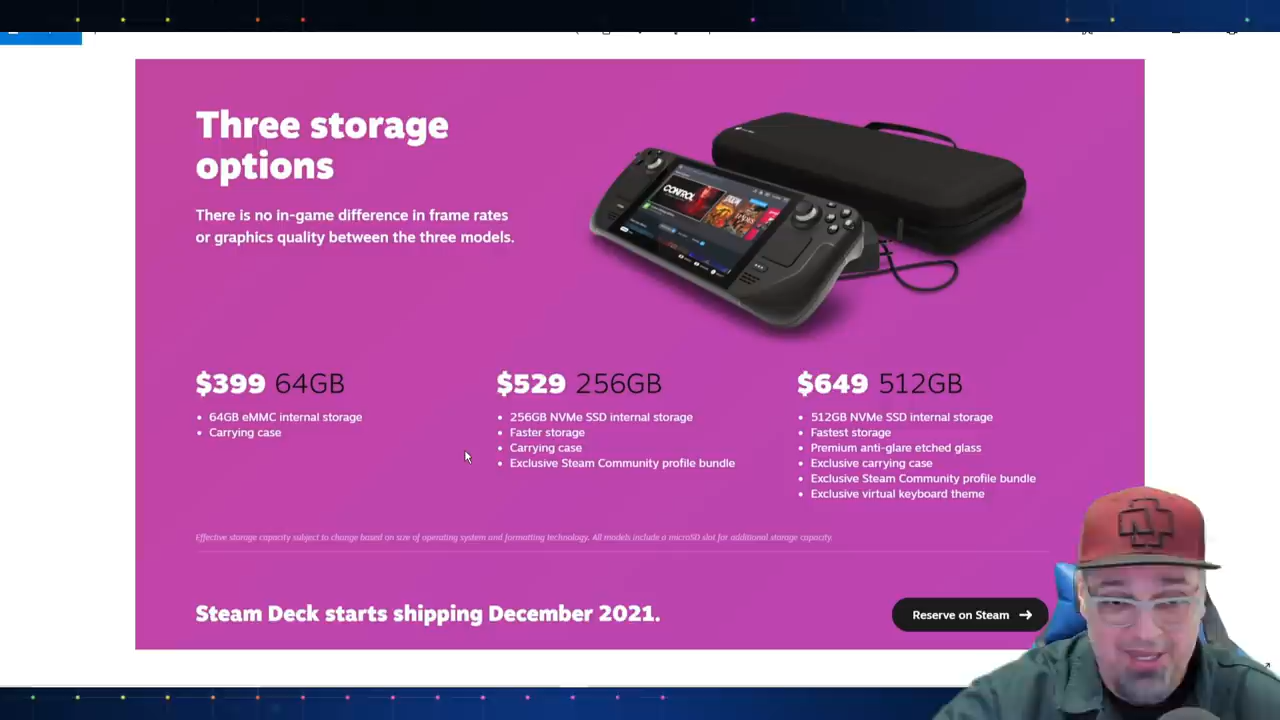 Three storage
options
There is no in-game difference in frame rates
or graphics quality between the three models.
CONTROL
$399 64GB
• 64GB eMMC internal storage
• Carrying case
$529 256GB
• 256GB NVMe SSD internal storage
• Faster storage
• Carrying case
• Exclusive Steam Community profile bundle
$649 512GB
• 512GB NVMe SSD internal storage
• Fastest storage
• Premium anti-glare etched glass
• Exclusive carrying case
• Exclusive Steam Community profile bundle
• Exclusive virtual keyboard theme
Effective storage capacity subject to change based on size of operating system and formatting technology. All models include a microSD slot for additional storage capacity.
Steam Deck starts shipping December 2021.
Reserve on Steam →